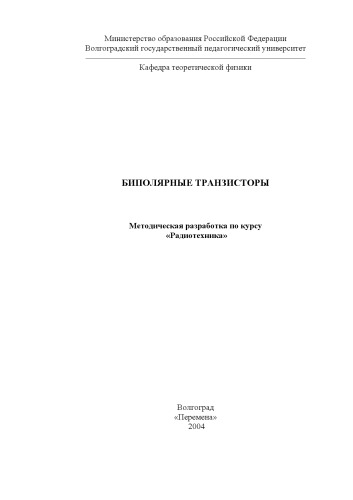 Министерство образования Российской Федерации
Волгоградский государственный педагогический университет
Кафедра теоретической физики
БИПОЛЯРНЫЕ ТРАНЗИСТОРЫ
Методическая разработка по курсу
«Радиотехника»
Волгоград
«Перемена»
2004